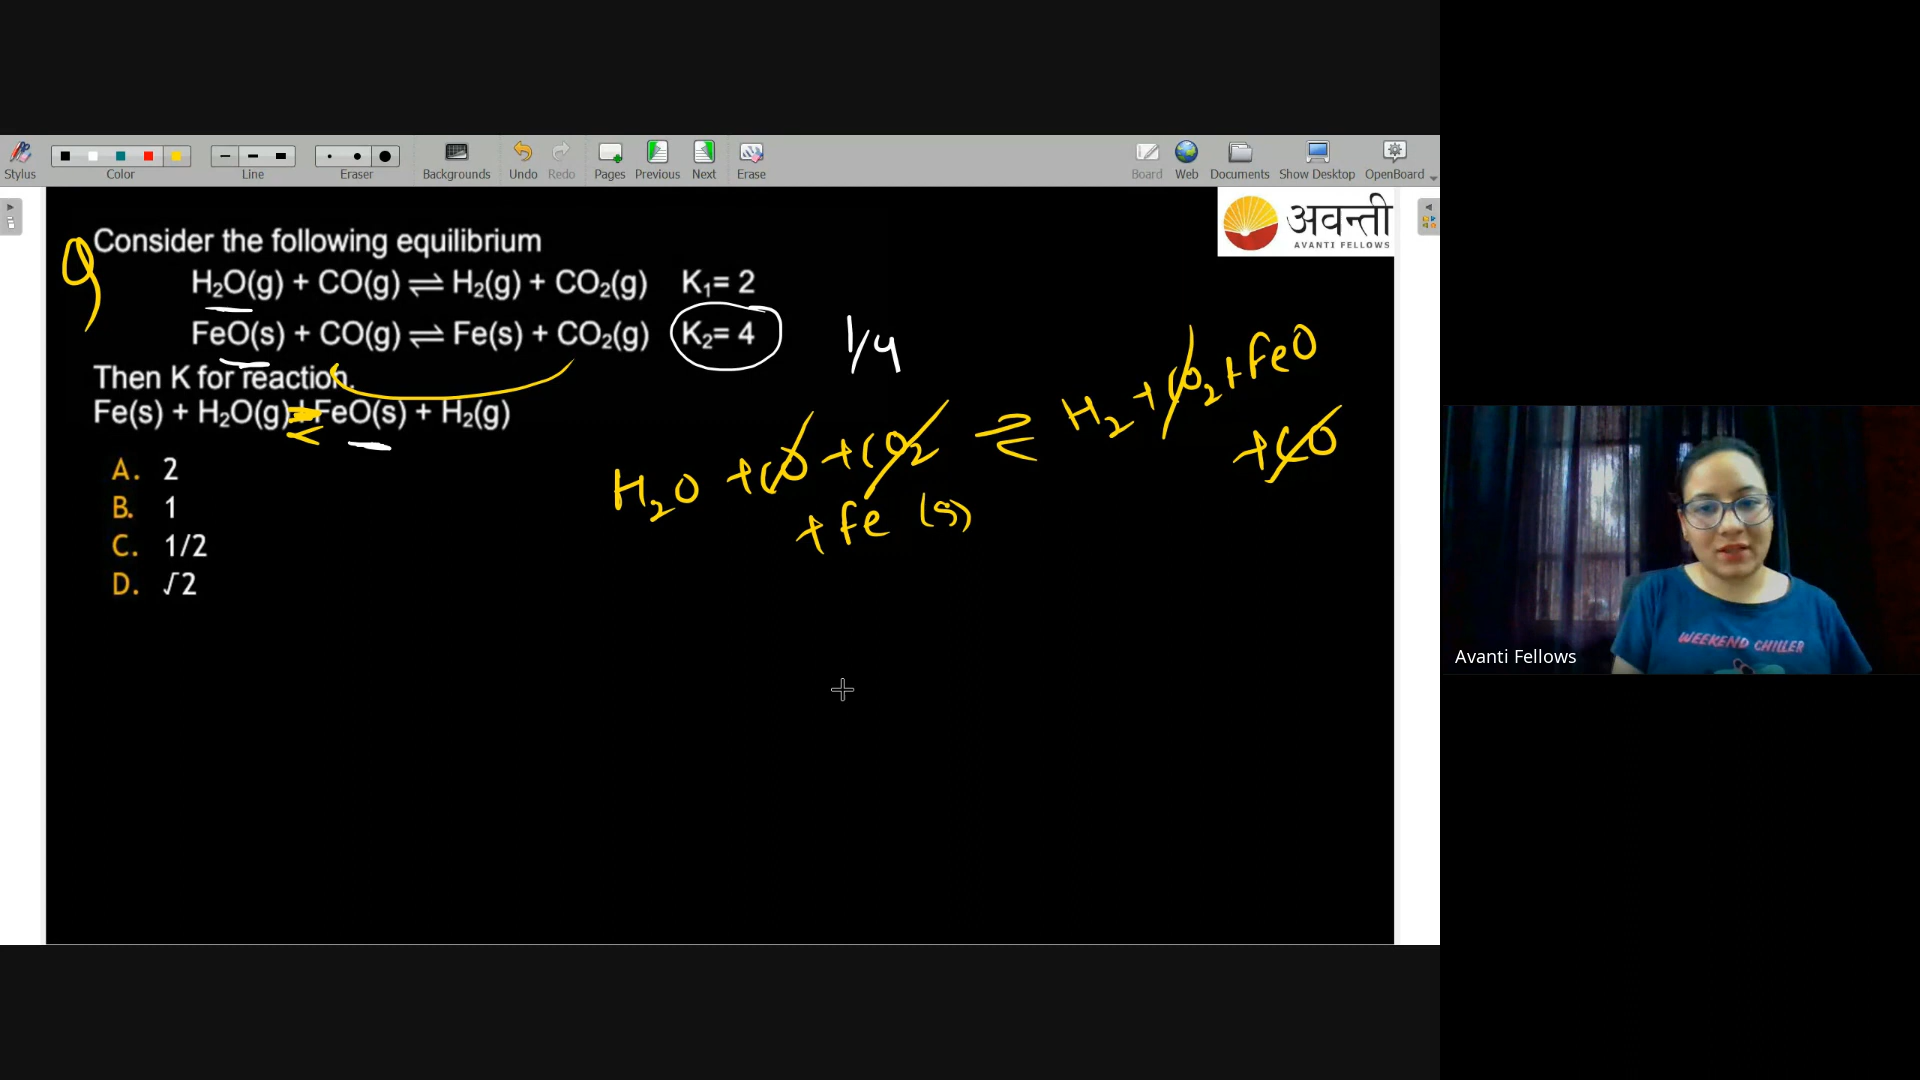 Stylus
Color
Line
Eraser
Backgrounds
Undo
Redo
Pages
Previous
Next
Erase
Board
Web
Documents
Show Desktop
OpenBoard
अवन्ती
AVANTI FELLOWS
9
Consider the following equilibrium
H₂O(g) + CO(g) ⇌ H₂(g) + CO₂(g) K₁= 2
FeO(s) + CO(g) ⇌ Fe(s) + CO₂(g) K₂= 4
1/4
Then K for reaction.
Fe(s) + H₂O(g) ⇌ FeO(s) + H₂(g)
A. 2
B. 1
C. 1/2
D. √2
H₂O + CO + CO₂ ⇌ H₂ + CO₂ + FeO
+ Fe (s)
+ CO
WEEKEND CHILLER
Avanti Fellows